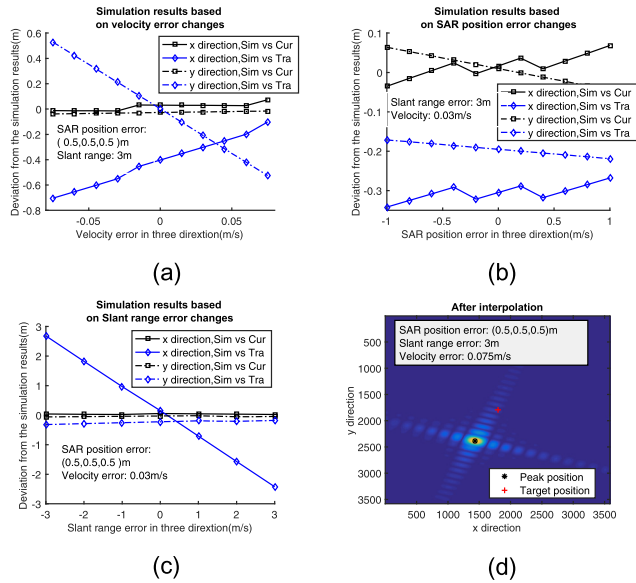 Simulation results based
on velocity error changes
0.6
0.4
0.2
0
-0.2
-0.4
-0.6
-0.8
-0.05
0
0.05
Deviation from the simulation results(m)
Velocity error in three dirextion(m/s)
x direction,Sim vs Cur
x direction,Sim vs Tra
y direction,Sim vs Cur
y direction,Sim vs Tra
SAR position error:
( 0.5,0.5,0.5 )m
Slant range: 3m
(a)
Simulation results based
on SAR position error changes
0.1
0
-0.1
-0.2
-0.3
-1
-0.5
0
0.5
1
Deviation from the simulation results(m)
SAR position error in three dirextion(m/s)
Slant range error: 3m
Velocity: 0.03m/s
x direction,Sim vs Cur
x direction,Sim vs Tra
y direction,Sim vs Cur
y direction,Sim vs Tra
(b)
Simulation results based
on Slant range error changes
3
2
1
0
-1
-2
-3
-3
-2
-1
0
1
2
3
Deviation from the simulation results(m)
Slant range error in three dirextion(m/s)
x direction,Sim vs Cur
x direction,Sim vs Tra
y direction,Sim vs Cur
y direction,Sim vs Tra
SAR position error:
(0.5,0.5,0.5 )m
Velocity error: 0.03m/s
(c)
After interpolation
SAR position error: (0.5,0.5,0.5)m
Slant range error: 3m
Velocity error: 0.075m/s
500
1000
1500
2000
2500
3000
3500
y direction
500
1000
1500
2000
2500
3000
3500
x direction
Peak position
Target position
(d)